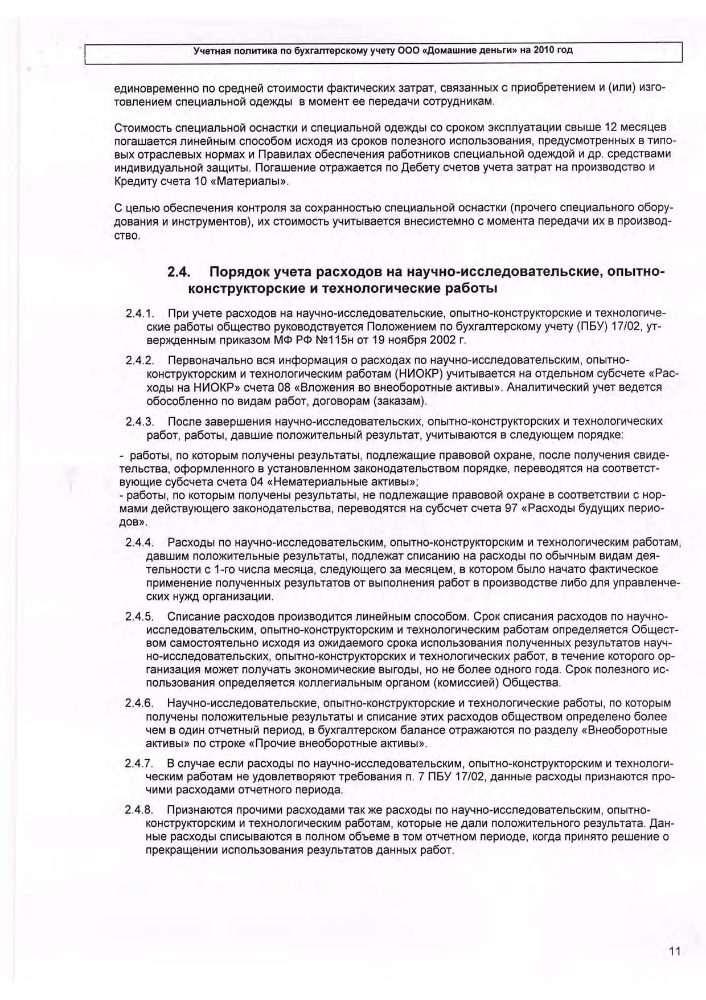 Учетная политика по бухгалтерскому учету ООО «Домашние деньги» на 2010 год
единовременно по средней стоимости фактических затрат, связанных с приобретением и (или) изго-
товлением специальной одежды в момент ее передачи сотрудникам.
Стоимость специальной оснастки и специальной одежды со сроком эксплуатации свыше 12 месяцев
погашается линейным способом исходя из сроков полезного использования, предусмотренных в типо-
вых отраслевых нормах и Правилах обеспечения работников специальной одеждой и др. средствами
индивидуальной защиты. Погашение отражается по Дебету счетов учета затрат на производство и
Кредиту счета 10 «Материалы».
С целью обеспечения контроля за сохранностью специальной оснастки (прочего специального обору-
дования и инструментов), их стоимость учитывается внесистемно с момента передачи их в производ-
ство.
2.4. Порядок учета расходов на научно-исследовательские, опытно-
конструкторские и технологические работы
2.4.1. При учете расходов на научно-исследовательские, опытно-конструкторские и технологиче-
ские работы общество руководствуется Положением по бухгалтерскому учету (ПБУ) 17/02, ут-
вержденным приказом МФ РФ №115н от 19 ноября 2002 г.
2.4.2. Первоначально вся информация о расходах по научно-исследовательским, опытно-
конструкторским и технологическим работам (НИОКР) учитывается на отдельном субсчете «Рас-
ходы на НИОКР» счета 08 «Вложения во внеоборотные активы». Аналитический учет ведется
обособленно по видам работ, договорам (заказам).
2.4.3. После завершения научно-исследовательских, опытно-конструкторских и технологических
работ, работы, давшие положительный результат, учитываются в следующем порядке:
- работы, по которым получены результаты, подлежащие правовой охране, после получения свиде-
тельства, оформленного в установленном законодательством порядке, переводятся на соответст-
вующие субсчета счета 04 «Нематериальные активы»;
- работы, по которым получены результаты, не подлежащие правовой охране в соответствии с нор-
мами действующего законодательства, переводятся на субсчет счета 97 «Расходы будущих перио-
дов».
2.4.4. Расходы по научно-исследовательским, опытно-конструкторским и технологическим работам,
давшим положительные результаты, подлежат списанию на расходы по обычным видам дея-
тельности с 1-го числа месяца, следующего за месяцем, в котором было начато фактическое
применение полученных результатов от выполнения работ в производстве либо для управленче-
ских нужд организации.
2.4.5. Списание расходов производится линейным способом. Срок списания расходов по научно-
исследовательским, опытно-конструкторским и технологическим работам определяется Общест-
вом самостоятельно исходя из ожидаемого срока использования полученных результатов науч-
но-исследовательских, опытно-конструкторских и технологических работ, в течение которого ор-
ганизация может получать экономические выгоды, но не более одного года. Срок полезного ис-
пользования определяется коллегиальным органом (комиссией) Общества.
2.4.6. Научно-исследовательские, опытно-конструкторские и технологические работы, по которым
получены положительные результаты и списание этих расходов обществом определено более
чем в один отчетный период, в бухгалтерском балансе отражаются по разделу «Внеоборотные
активы» по строке «Прочие внеоборотные активы».
2.4.7. В случае если расходы по научно-исследовательским, опытно-конструкторским и технологи-
ческим работам не удовлетворяют требования п. 7 ПБУ 17/02, данные расходы признаются про-
чими расходами отчетного периода.
2.4.8. Признаются прочими расходами так же расходы по научно-исследовательским, опытно-
конструкторским и технологическим работам, которые не дали положительного результата. Дан-
ные расходы списываются в полном объеме в том отчетном периоде, когда принято решение о
прекращении использования результатов данных работ.
11